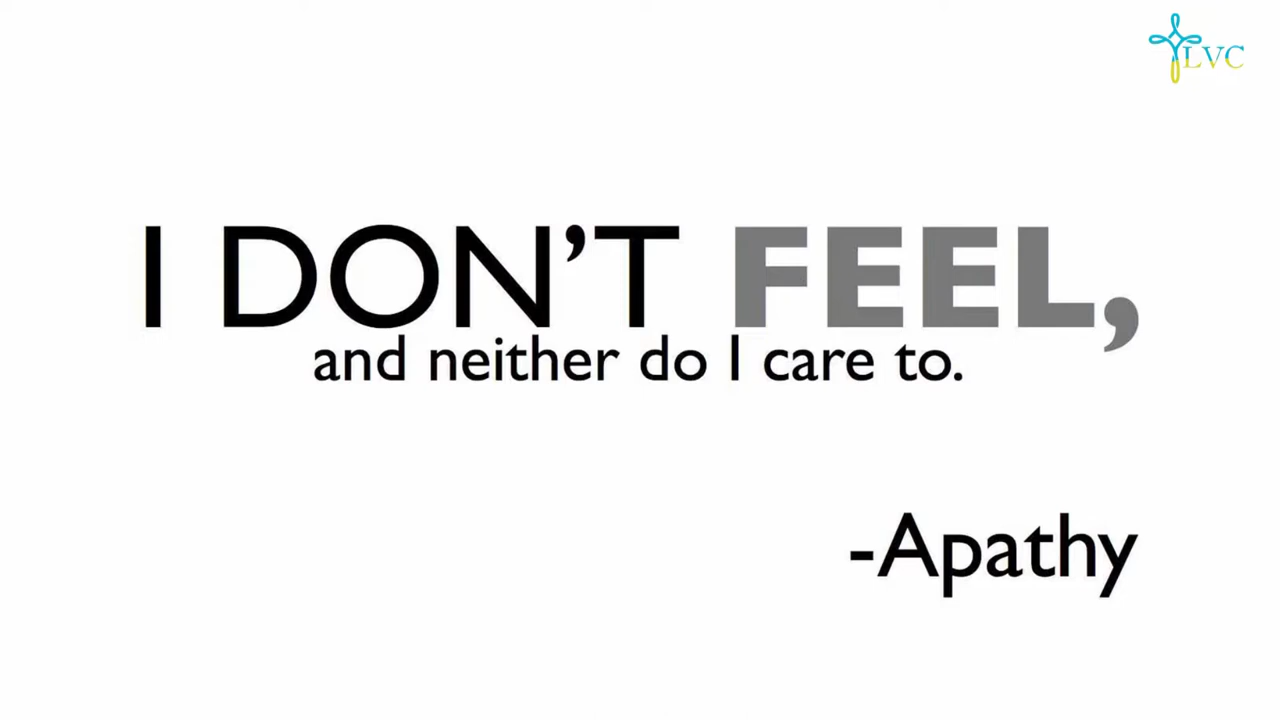 LVC
I DON’T FEEL,
and neither do I care to.
-Apathy